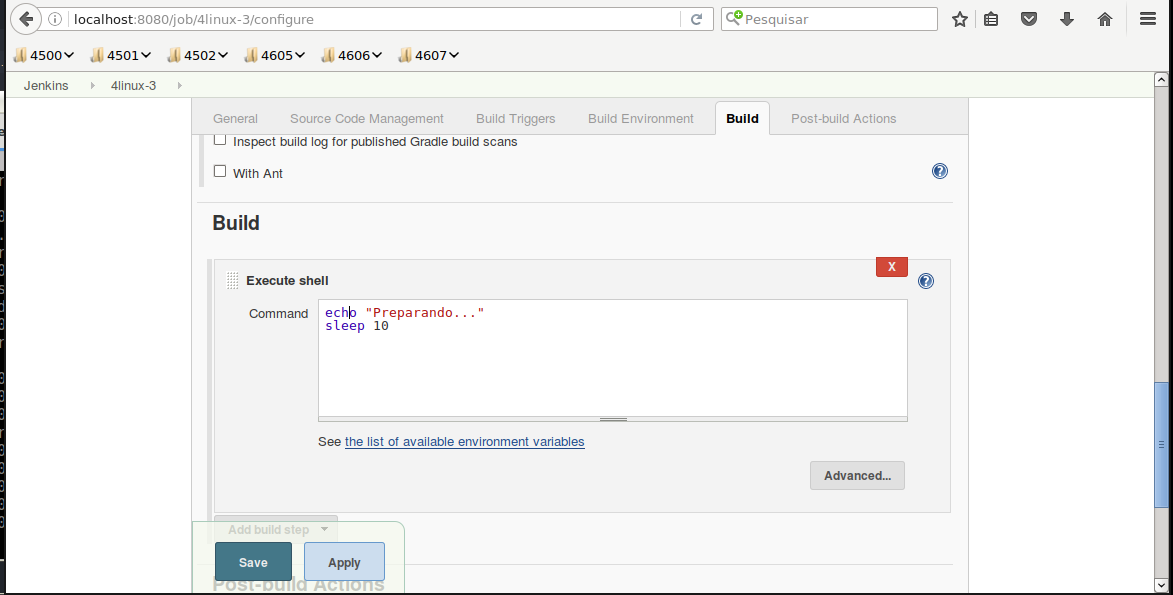 localhost:8080/job/4linux-3/configure
Pesquisar
4500 4501 4502 4605 4606 4607
Jenkins 4linux-3
General Source Code Management Build Triggers Build Environment Build Post-build Actions
Inspect build log for published Gradle build scans
With Ant
?
Build
X
Execute shell
?
Command
echo "Preparando..."
sleep 10
See the list of available environment variables
Advanced...
Add build step
Save Apply
Post-build Actions